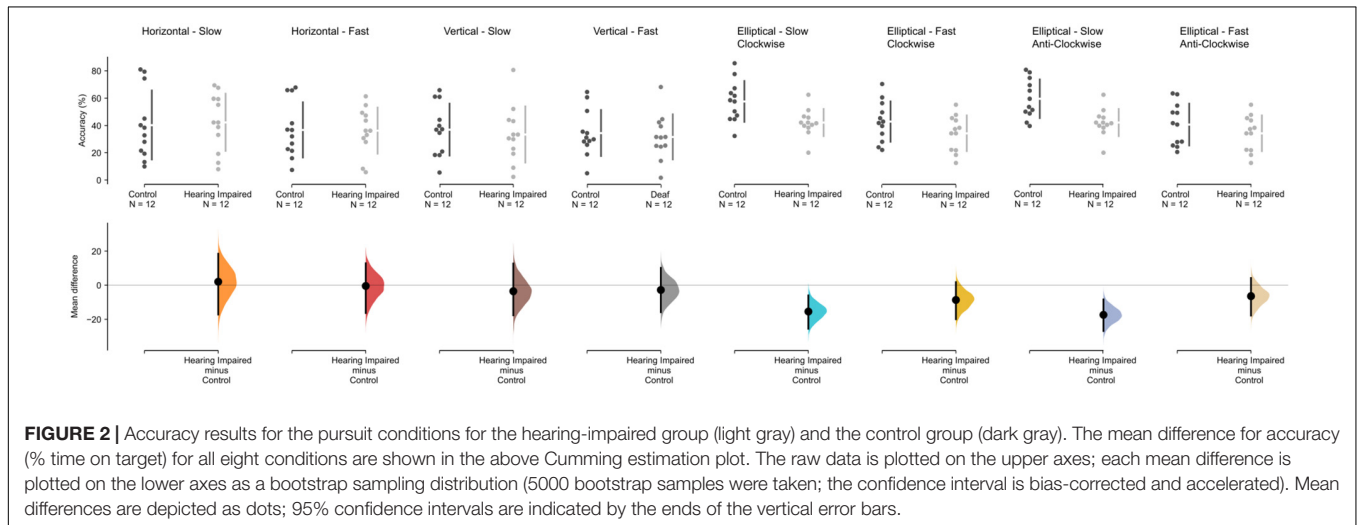 Horizontal - Slow
Horizontal - Fast
Vertical - Slow
Vertical - Fast
Elliptical - Slow
Clockwise
Elliptical - Fast
Clockwise
Elliptical - Slow
Anti-Clockwise
Elliptical - Fast
Anti-Clockwise
Accuracy (%)
80
60
40
20
0
Control
N = 12
Hearing Impaired
N = 12
Control
N = 12
Hearing Impaired
N = 12
Control
N = 12
Hearing Impaired
N = 12
Control
N = 12
Deaf
N = 12
Control
N = 12
Hearing Impaired
N = 12
Control
N = 12
Hearing Impaired
N = 12
Control
N = 12
Hearing Impaired
N = 12
Control
N = 12
Hearing Impaired
N = 12
Mean difference
20
0
−20
Hearing Impaired
minus
Control
Hearing Impaired
minus
Control
Hearing Impaired
minus
Control
Hearing Impaired
minus
Control
Hearing Impaired
minus
Control
Hearing Impaired
minus
Control
Hearing Impaired
minus
Control
Hearing Impaired
minus
Control
FIGURE 2 | Accuracy results for the pursuit conditions for the hearing-impaired group (light gray) and the control group (dark gray). The mean difference for accuracy
(% time on target) for all eight conditions are shown in the above Cumming estimation plot. The raw data is plotted on the upper axes; each mean difference is
plotted on the lower axes as a bootstrap sampling distribution (5000 bootstrap samples were taken; the confidence interval is bias-corrected and accelerated). Mean
differences are depicted as dots; 95% confidence intervals are indicated by the ends of the vertical error bars.